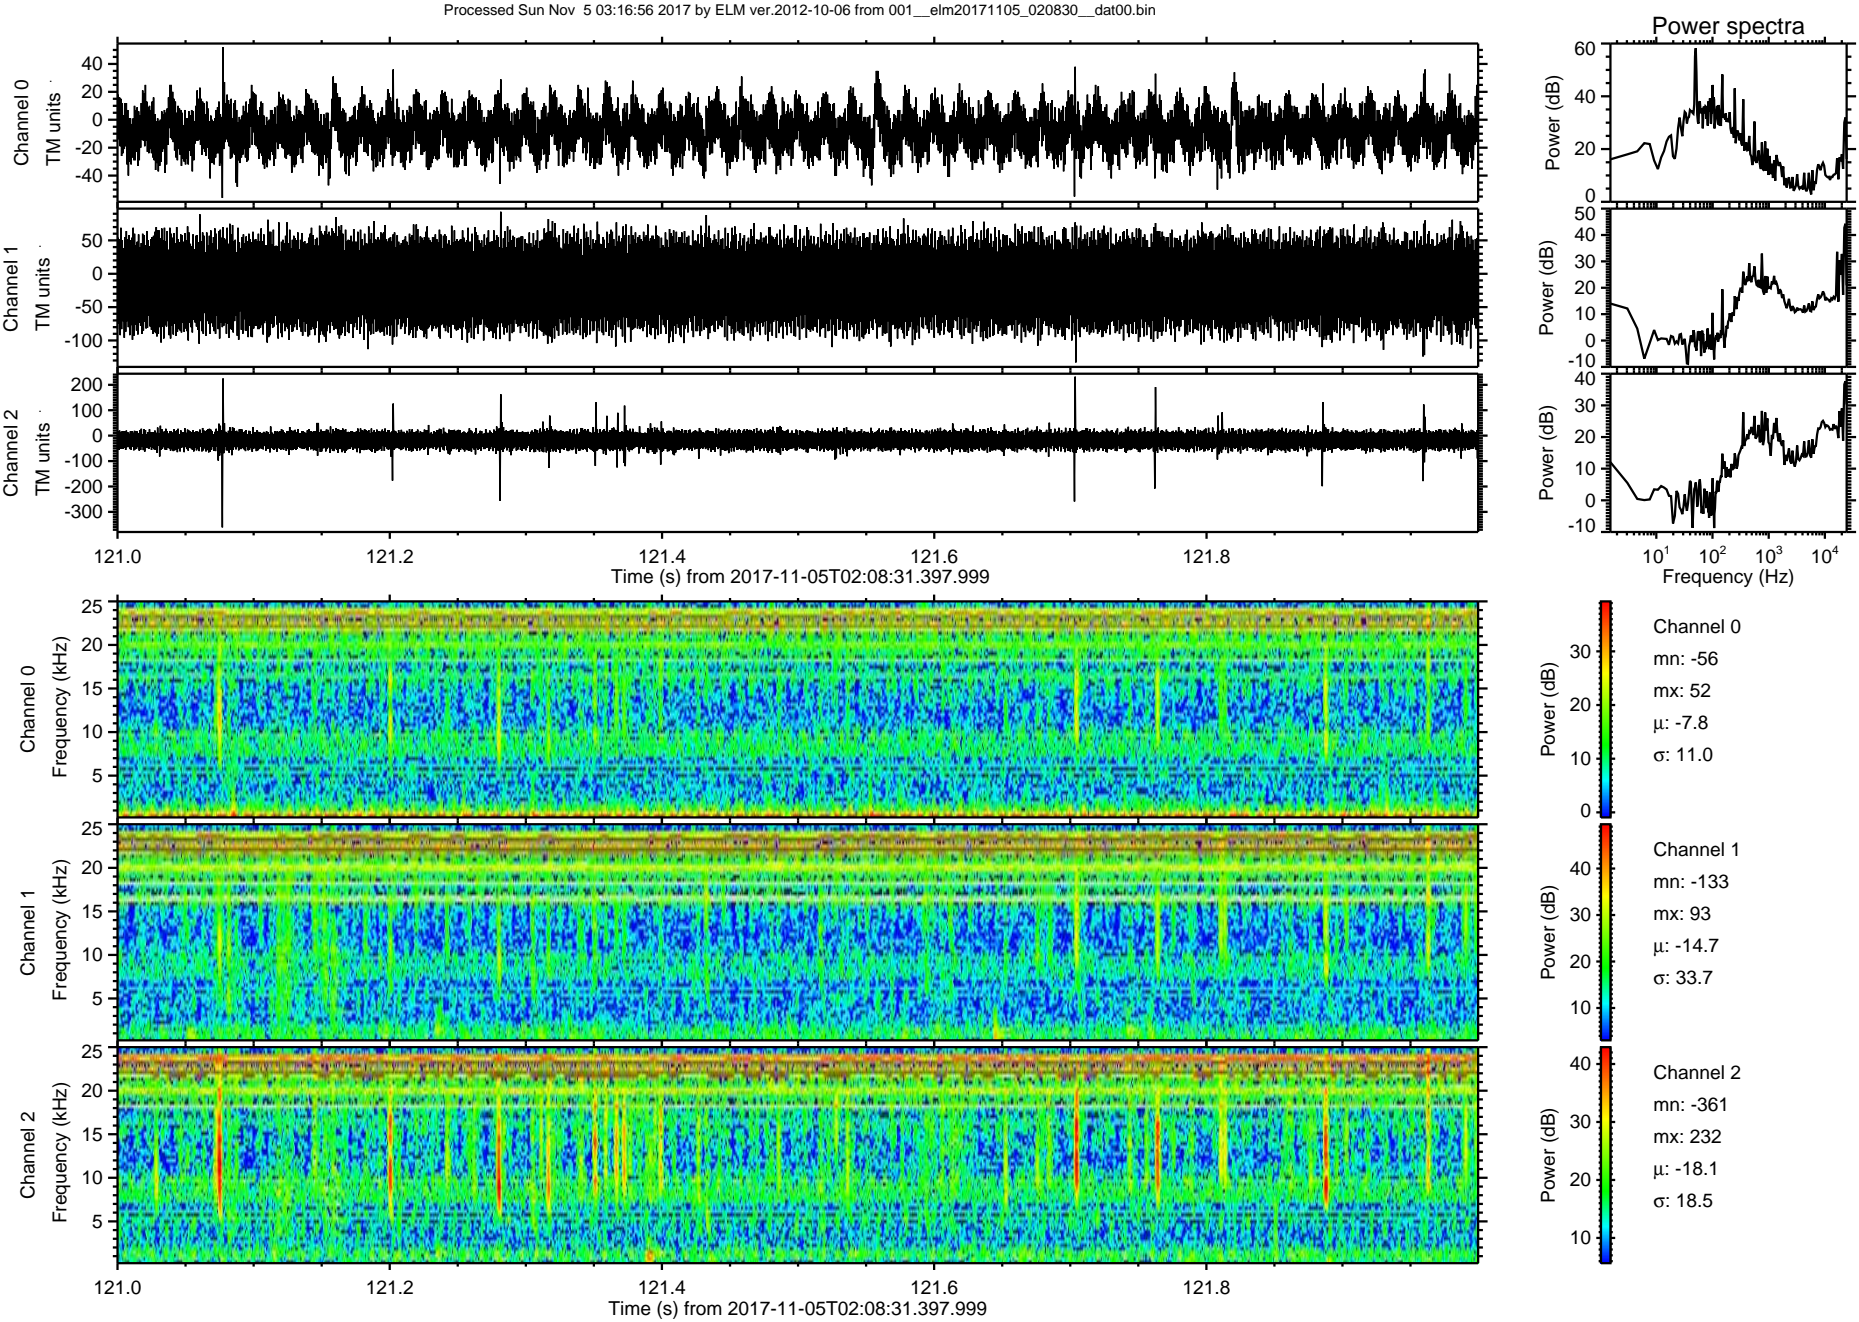 Processed Sun Nov  5 03:16:56 2017 by ELM ver.2012-10-06 from 001__elm20171105_020830__dat00.bin
Power spectra
Channel 0
TM units
40
20
0
-20
-40
Power (dB)
60
40
20
0
Channel 1
TM units
50
0
-50
-100
Power (dB)
50
40
30
20
10
0
-10
Channel 2
TM units
200
100
0
-100
-200
-300
Power (dB)
40
30
20
10
0
-10
121.0 121.2 121.4 121.6 121.8
Time (s) from 2017-11-05T02:08:31.397.999
10¹ 10² 10³ 10⁴
Frequency (Hz)
Channel 0
Frequency (kHz)
25
20
15
10
5
Power (dB)
30
20
10
0
Channel 0
mn: -56
mx: 52
μ: -7.8
σ: 11.0
Channel 1
Frequency (kHz)
25
20
15
10
5
Power (dB)
40
30
20
10
Channel 1
mn: -133
mx: 93
μ: -14.7
σ: 33.7
Channel 2
Frequency (kHz)
25
20
15
10
5
Power (dB)
40
30
20
10
Channel 2
mn: -361
mx: 232
μ: -18.1
σ: 18.5
121.0 121.2 121.4 121.6 121.8
Time (s) from 2017-11-05T02:08:31.397.999